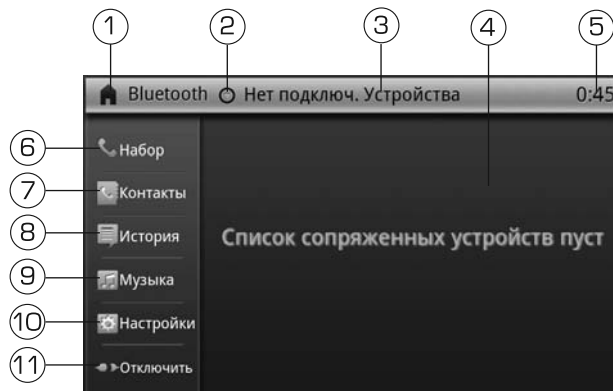 1 2 3 4 5
Bluetooth Нет подключ. Устройства 0:45
6 Набор
7 Контакты
8 История
Список сопряженных устройств пуст
9 Музыка
10 Настройки
11 Отключить